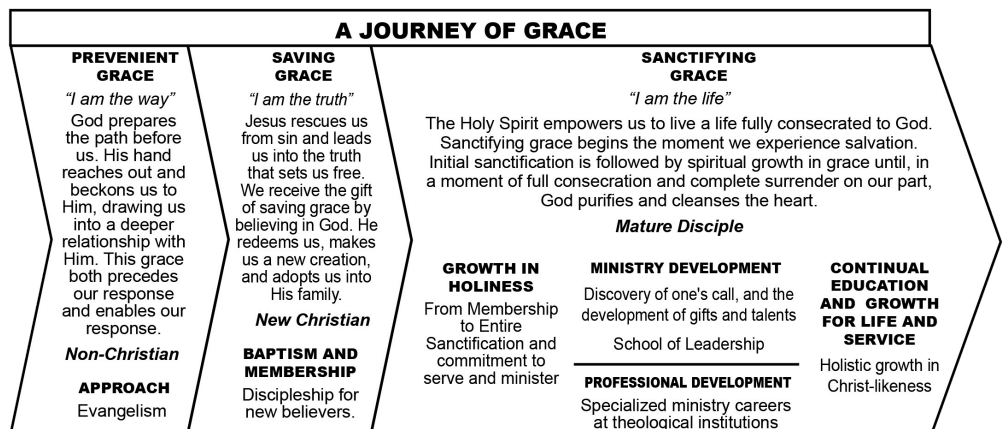 A JOURNEY OF GRACE
PREVENIENT
GRACE
“I am the way”
God prepares
the path before
us. His hand
reaches out and
beckons us to
Him, drawing us
into a deeper
relationship with
Him. This grace
both precedes
our response
and enables our
response.
Non-Christian
APPROACH
Evangelism
SAVING
GRACE
“I am the truth”
Jesus rescues us
from sin and leads
us into the truth
that sets us free.
We receive the gift
of saving grace by
believing in God. He
redeems us, makes
us a new creation,
and adopts us into
His family.
New Christian
BAPTISM AND
MEMBERSHIP
Discipleship for
new believers.
SANCTIFYING
GRACE
“I am the life”
The Holy Spirit empowers us to live a life fully consecrated to God.
Sanctifying grace begins the moment we experience salvation.
Initial sanctification is followed by spiritual growth in grace until, in
a moment of full consecration and complete surrender on our part,
God purifies and cleanses the heart.
Mature Disciple
GROWTH IN
HOLINESS
From Membership
to Entire
Sanctification and
commitment to
serve and minister
MINISTRY DEVELOPMENT
Discovery of one's call, and the
development of gifts and talents
School of Leadership
PROFESSIONAL DEVELOPMENT
Specialized ministry careers
at theological institutions
CONTINUAL
EDUCATION
AND GROWTH
FOR LIFE AND
SERVICE
Holistic growth in
Christ-likeness